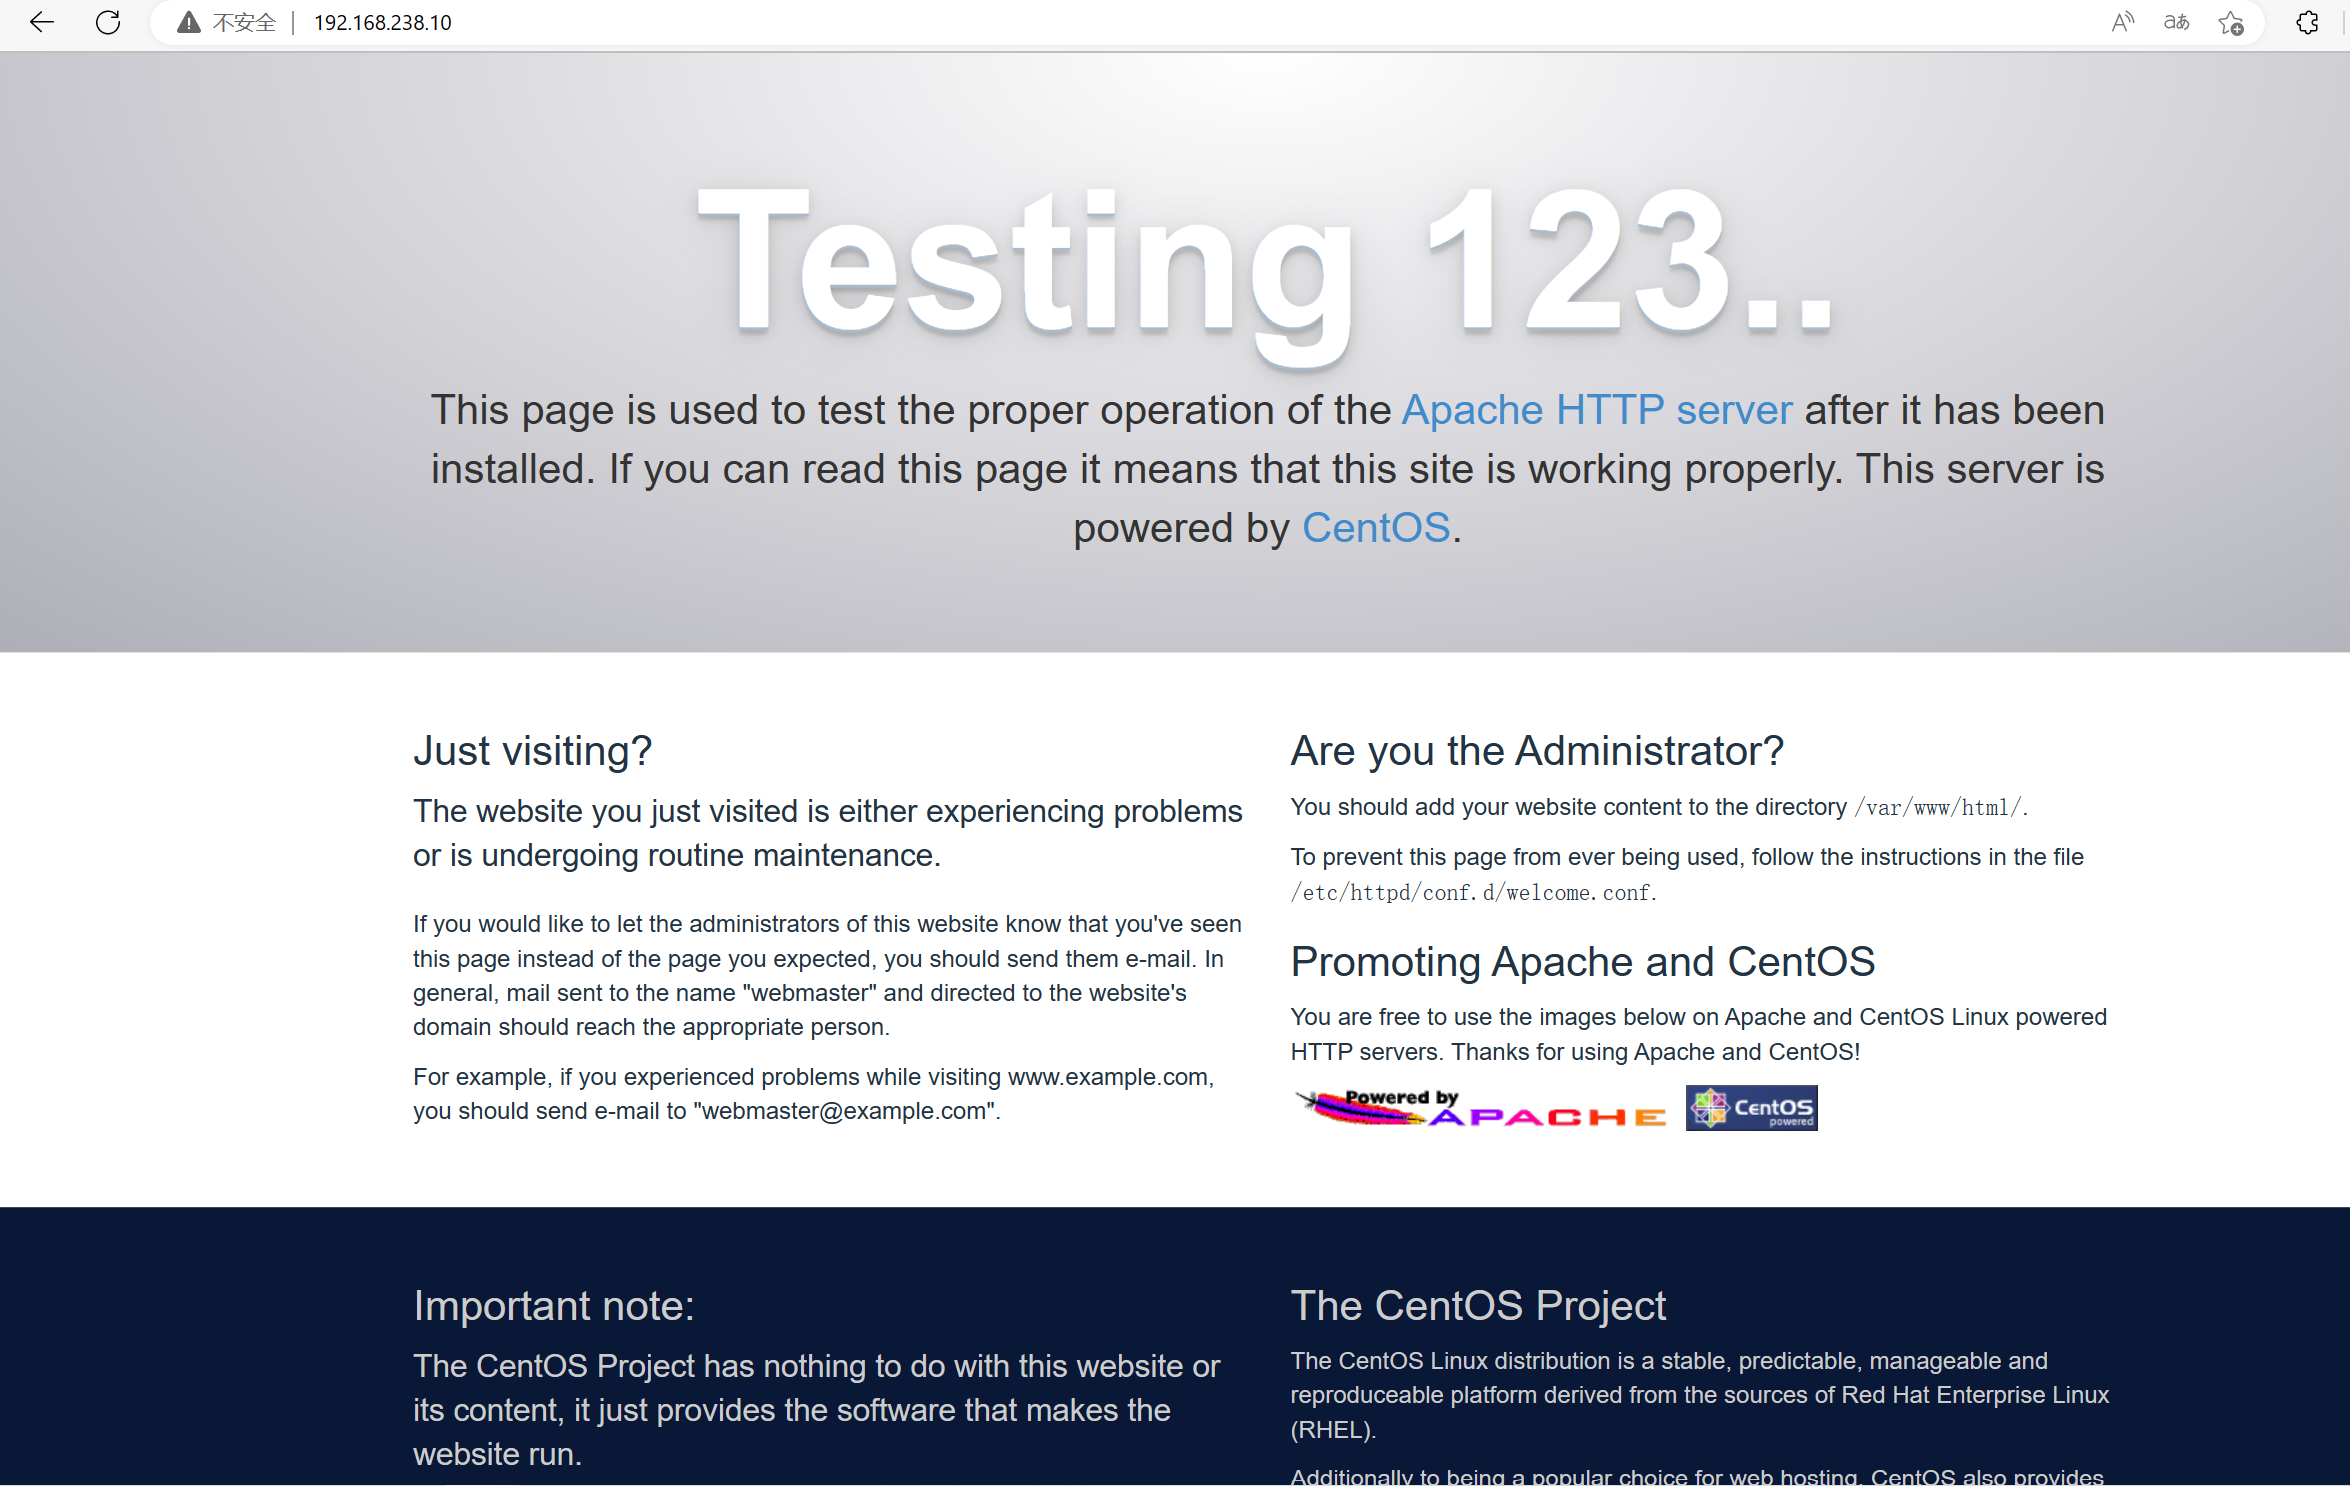 不安全 192.168.238.10
Testing 123..
This page is used to test the proper operation of the Apache HTTP server after it has been
installed. If you can read this page it means that this site is working properly. This server is
powered by CentOS.
Just visiting?
The website you just visited is either experiencing problems
or is undergoing routine maintenance.
If you would like to let the administrators of this website know that you've seen
this page instead of the page you expected, you should send them e-mail. In
general, mail sent to the name "webmaster" and directed to the website's
domain should reach the appropriate person.
For example, if you experienced problems while visiting www.example.com,
you should send e-mail to "webmaster@example.com".
Are you the Administrator?
You should add your website content to the directory /var/www/html/.
To prevent this page from ever being used, follow the instructions in the file
/etc/httpd/conf.d/welcome.conf.
Promoting Apache and CentOS
You are free to use the images below on Apache and CentOS Linux powered
HTTP servers. Thanks for using Apache and CentOS!
Powered by
APACHE
CentOS
powered
Important note:
The CentOS Project has nothing to do with this website or
its content, it just provides the software that makes the
website run.
The CentOS Project
The CentOS Linux distribution is a stable, predictable, manageable and
reproduceable platform derived from the sources of Red Hat Enterprise Linux
(RHEL).
Additionally to being a popular choice for web hosting, CentOS also provides